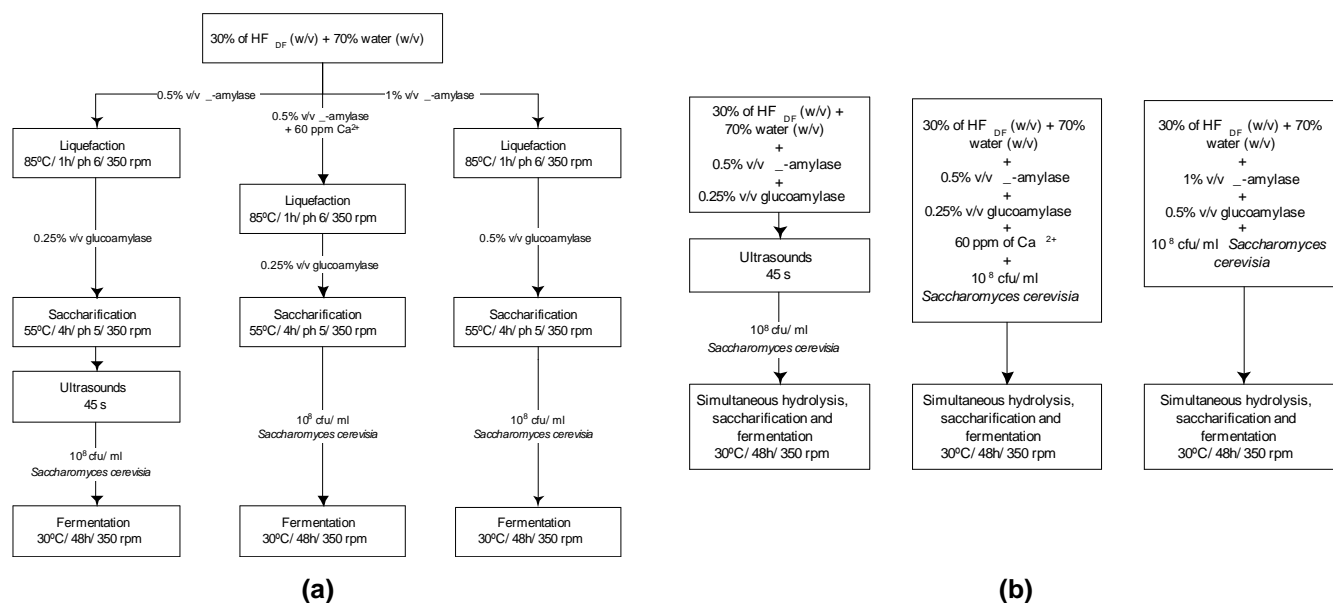 30% of HF DF (w/v) + 70% water (w/v)
0.5% v/v _-amylase
0.5% v/v _-amylase
+ 60 ppm Ca²⁺
1% v/v _-amylase
Liquefaction
85ºC/ 1h/ ph 6/ 350 rpm
Liquefaction
85ºC/ 1h/ ph 6/ 350 rpm
Liquefaction
85ºC/ 1h/ ph 6/ 350 rpm
0.25% v/v glucoamylase
0.25% v/v glucoamylase
0.5% v/v glucoamylase
Saccharification
55ºC/ 4h/ ph 5/ 350 rpm
Saccharification
55ºC/ 4h/ ph 5/ 350 rpm
Saccharification
55ºC/ 4h/ ph 5/ 350 rpm
Ultrasounds
45 s
10⁸ cfu/ ml
Saccharomyces cerevisia
10⁸ cfu/ ml
Saccharomyces cerevisia
10⁸ cfu/ ml
Saccharomyces cerevisia
Fermentation
30ºC/ 48h/ 350 rpm
Fermentation
30ºC/ 48h/ 350 rpm
Fermentation
30ºC/ 48h/ 350 rpm
(a)
30% of HF DF (w/v) +
70% water (w/v)
+
0.5% v/v _-amylase
+
0.25% v/v glucoamylase
Ultrasounds
45 s
10⁸ cfu/ ml
Saccharomyces cerevisia
Simultaneous hydrolysis,
saccharification and
fermentation
30ºC/ 48h/ 350 rpm
30% of HF DF (w/v) + 70%
water (w/v)
+
0.5% v/v _-amylase
+
0.25% v/v glucoamylase
+
60 ppm of Ca ²⁺
+
10 ⁸ cfu/ ml
Saccharomyces cerevisia
Simultaneous hydrolysis,
saccharification and
fermentation
30ºC/ 48h/ 350 rpm
30% of HF DF (w/v) + 70%
water (w/v)
+
1% v/v _-amylase
+
0.5% v/v glucoamylase
+
10 ⁸ cfu/ ml Saccharomyces
cerevisia
Simultaneous hydrolysis,
saccharification and
fermentation
30ºC/ 48h/ 350 rpm
(b)